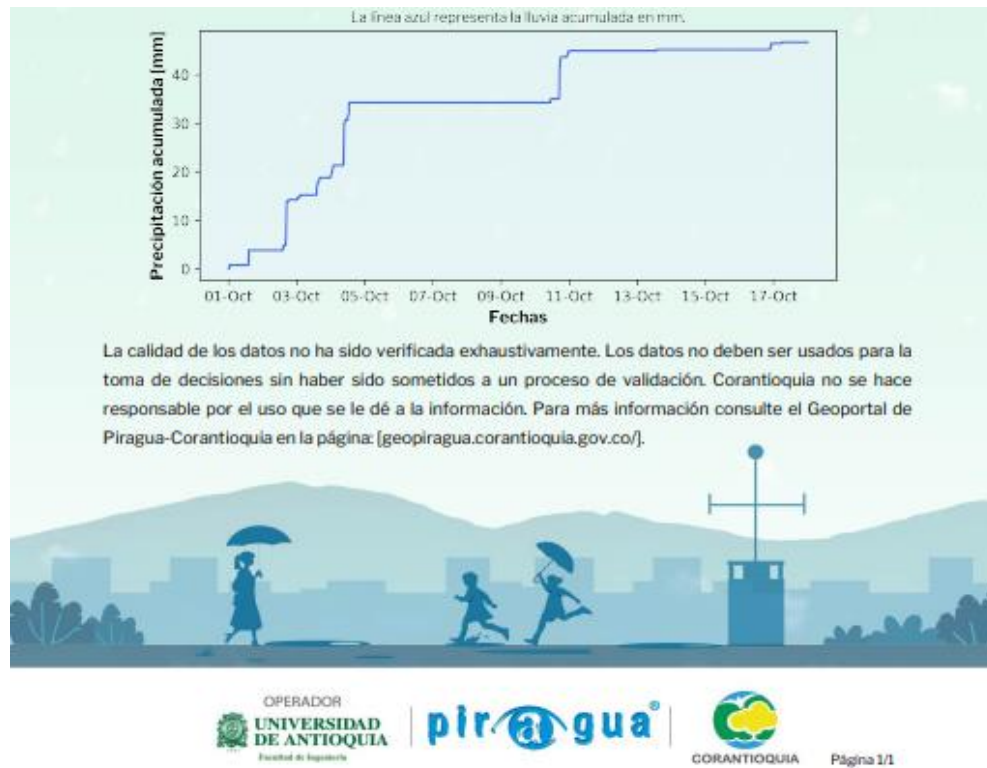 La línea azul representa la lluvia acumulada en mm.
Precipitación acumulada [mm]
40
30
20
10
0
01-Oct 03-Oct 05-Oct 07-Oct 09-Oct 11-Oct 13-Oct 15-Oct 17-Oct
Fechas
La calidad de los datos no ha sido verificada exhaustivamente. Los datos no deben ser usados para la
toma de decisiones sin haber sido sometidos a un proceso de validación. Corantioquia no se hace
responsable por el uso que se le dé a la información. Para más información consulte el Geoportal de
Piragua-Corantioquia en la página: [geopiragua.corantioquia.gov.co/].
OPERADOR
UNIVERSIDAD
DE ANTIOQUIA
Facultad de Ingeniería
piragua®
CORANTIOQUIA
Página 1/1